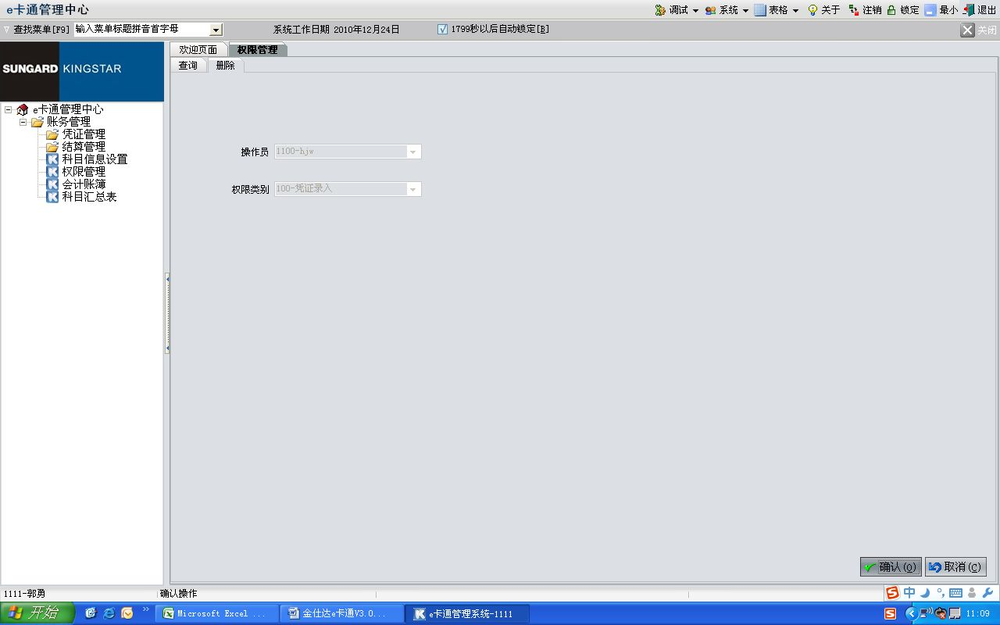 e卡通管理中心 调试 系统 表格 关于 注销 锁定 最小 退出
查找菜单[F9] 输入菜单标题拼音首字母 系统工作日期 2010年12月24日 1799秒以后自动锁定[B] 关闭
SUNGARD KINGSTAR
欢迎页面 权限管理
查询 删除
e卡通管理中心
账务管理
凭证管理
结算管理
科目信息设置
权限管理
会计账簿
科目汇总表
操作员 1100-hjw
权限类别 100-凭证录入
确认(O) 取消(C)
1111-郭勇 确认操作
中
开始 Microsoft Excel ... 金仕达e卡通V3.0... e卡通管理系统-1111 11:09